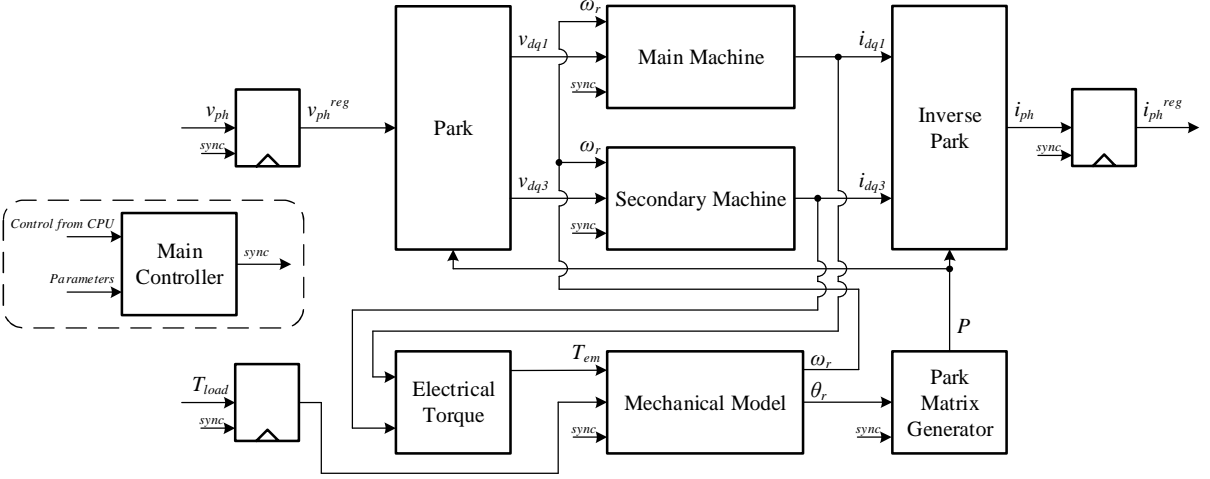 ω_r
v_dq1
Main Machine
i_dq1
sync
v_ph
v_ph^reg
Park
Inverse
Park
i_ph
i_ph^reg
sync
sync
ω_r
v_dq3
Secondary Machine
i_dq3
sync
Control from CPU
Main
Controller
sync
Parameters
P
T_load
sync
Electrical
Torque
T_em
Mechanical Model
ω_r
θ_r
sync
Park
Matrix
Generator
sync